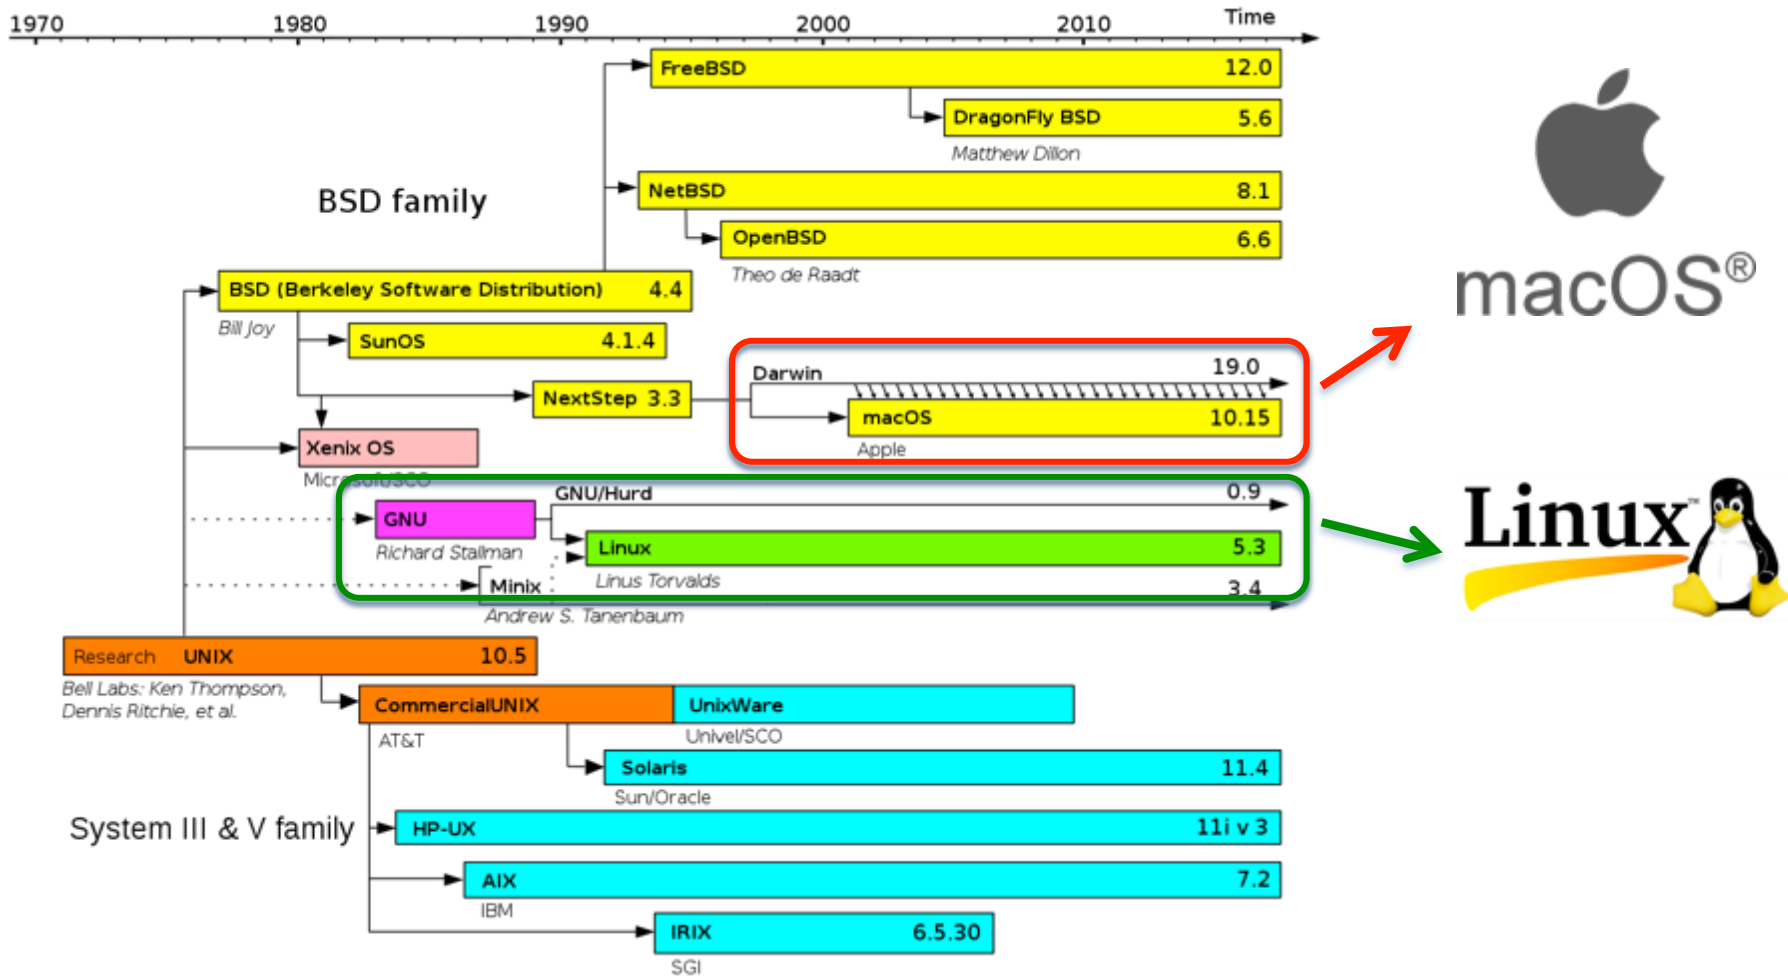 1970 1980 1990 2000 2010 Time
FreeBSD 12.0
DragonFly BSD 5.6
Matthew Dillon
BSD family
NetBSD 8.1
OpenBSD 6.6
Theo de Raadt
macOS®
BSD (Berkeley Software Distribution) 4.4
Bill Joy
SunOS 4.1.4
Darwin 19.0
NextStep 3.3
macOS 10.15
Apple
Xenix OS
Microsoft/SCO
GNU/Hurd 0.9
GNU
Richard Stallman
Linux 5.3
Linus Torvalds
Linux™
Minix 3.4
Andrew S. Tanenbaum
Research UNIX 10.5
Bell Labs: Ken Thompson,
Dennis Ritchie, et al.
CommercialUNIX UnixWare
AT&T Univel/SCO
Solaris 11.4
Sun/Oracle
System III & V family
HP-UX 11i v 3
AIX 7.2
IBM
IRIX 6.5.30
SGI